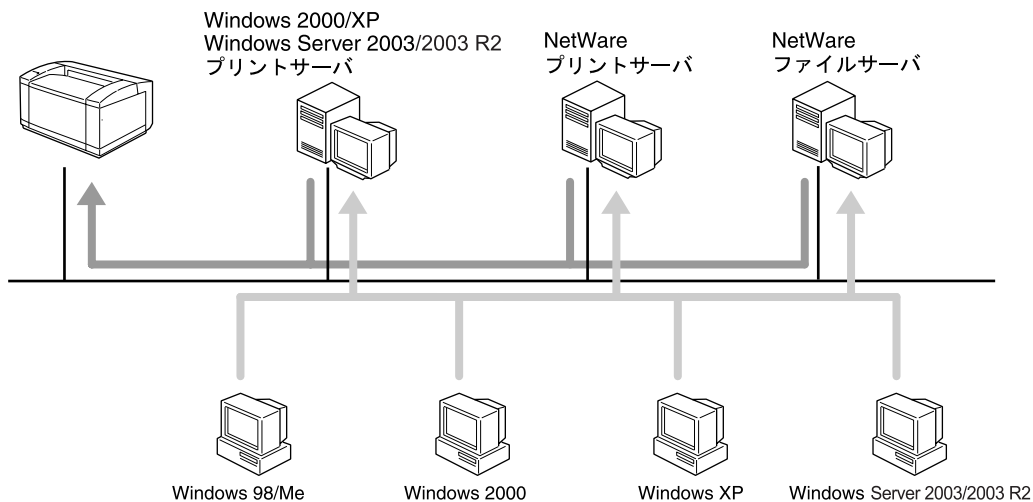 Windows 2000/XP
Windows Server 2003/2003 R2
プリントサーバ
NetWare
プリントサーバ
NetWare
ファイルサーバ
Windows 98/Me
Windows 2000
Windows XP
Windows Server 2003/2003 R2